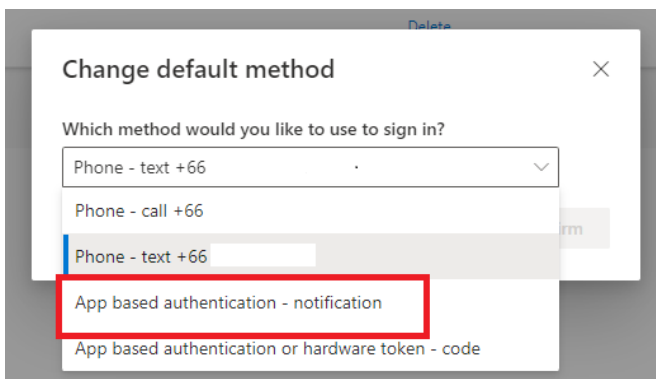 Delete
Change default method
Which method would you like to use to sign in?
Phone - text +66
Phone - call +66
Phone - text +66
App based authentication - notification
App based authentication or hardware token - code